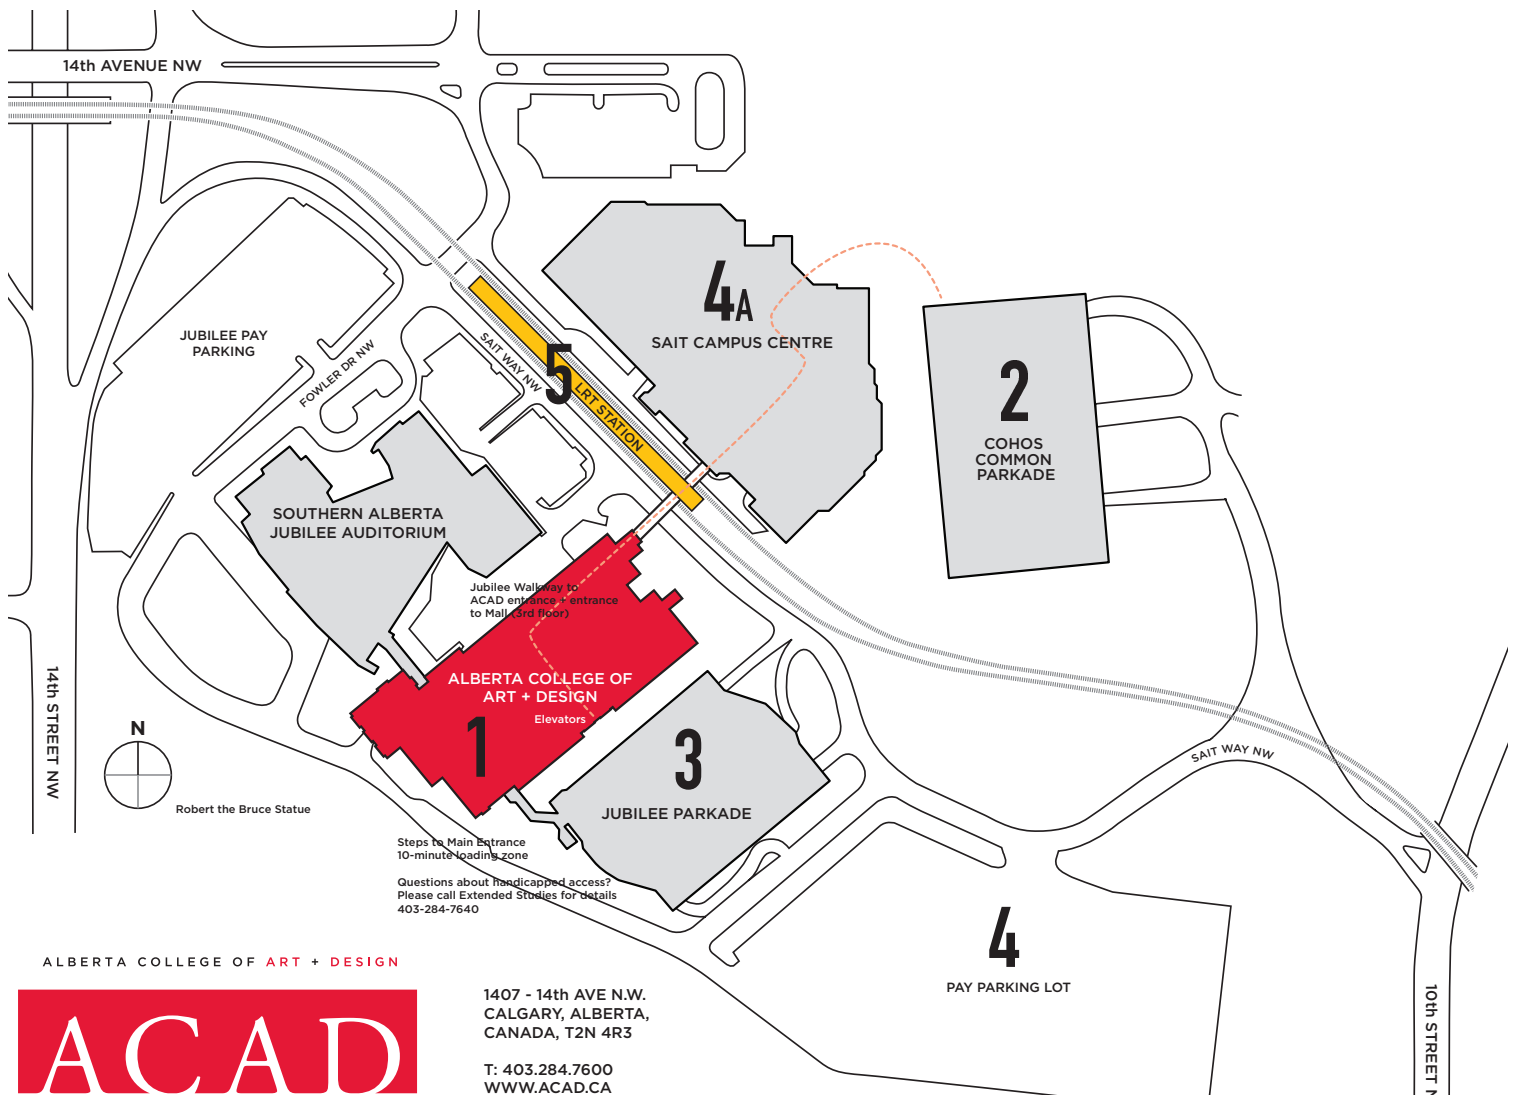 14th AVENUE NW
4A
SAIT CAMPUS CENTRE
JUBILEE PAY
PARKING
FOWLER DR NW
SAIT WAY NW
5
LRT STATION
2
COHOS
COMMON
PARKADE
SOUTHERN ALBERTA
JUBILEE AUDITORIUM
Jubilee Walkway to
ACAD entrance + entrance
to Mall (3rd floor)
ALBERTA COLLEGE OF
ART + DESIGN
Elevators
1
3
JUBILEE PARKADE
14th STREET NW
N
Robert the Bruce Statue
SAIT WAY NW
Steps to Main Entrance
10-minute loading zone
Questions about handicapped access?
Please call Extended Studies for details
403-284-7640
4
PAY PARKING LOT
10th STREET N
ALBERTA COLLEGE OF ART + DESIGN
ACAD
1407 - 14th AVE N.W.
CALGARY, ALBERTA,
CANADA, T2N 4R3
T: 403.284.7600
WWW.ACAD.CA